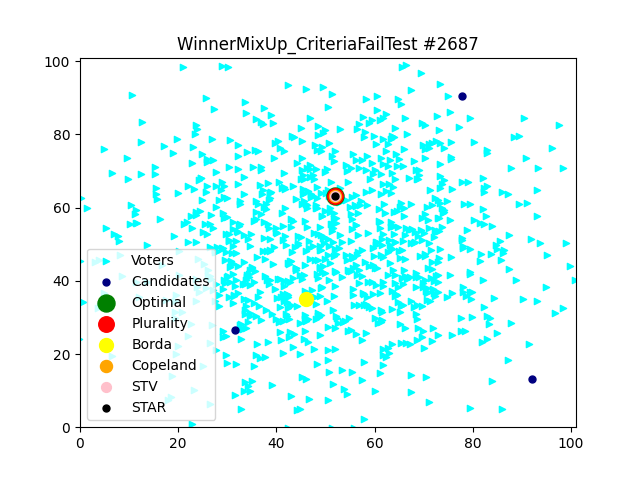 WinnerMixUp_CriteriaFailTest #2687
100
80
60
40
20
0
Voters
Candidates
Optimal
Plurality
Borda
Copeland
STV
STAR
0 20 40 60 80 100